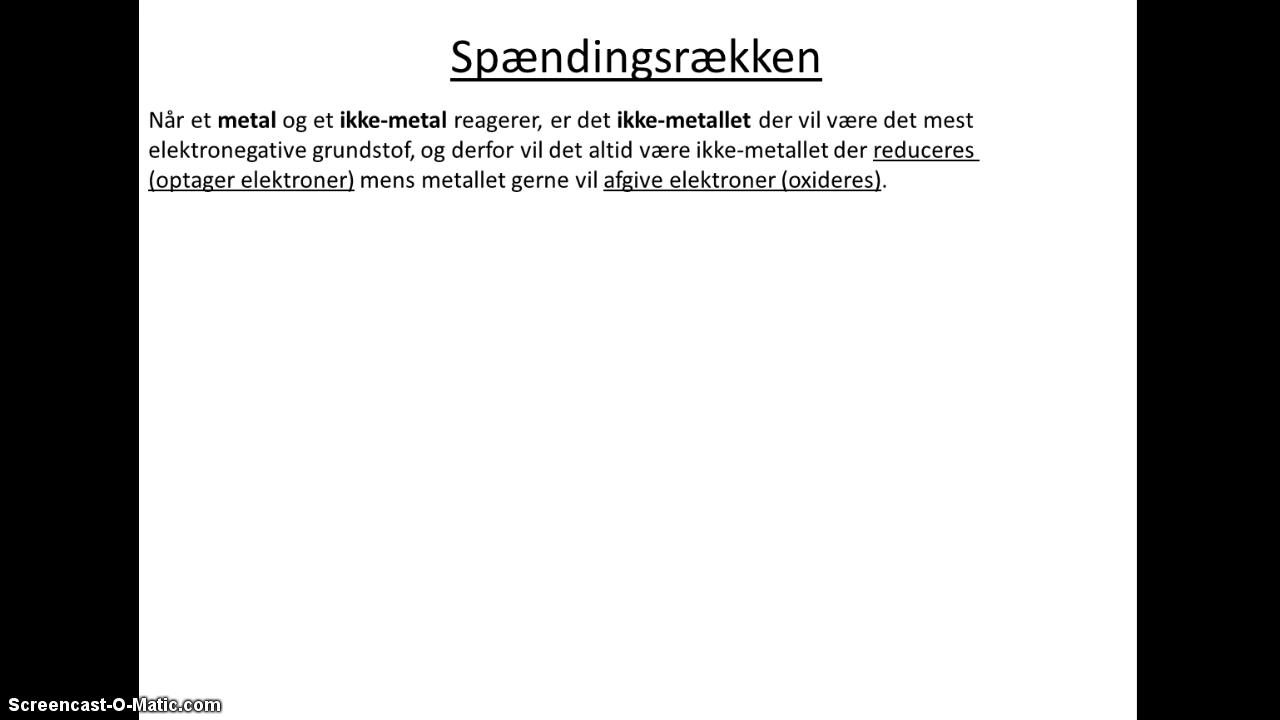 Spændingsrækken
Når et metal og et ikke-metal reagerer, er det ikke-metallet der vil være det mest
elektronegative grundstof, og derfor vil det altid være ikke-metallet der reduceres
(optager elektroner) mens metallet gerne vil afgive elektroner (oxideres).
Screencast-O-Matic.com